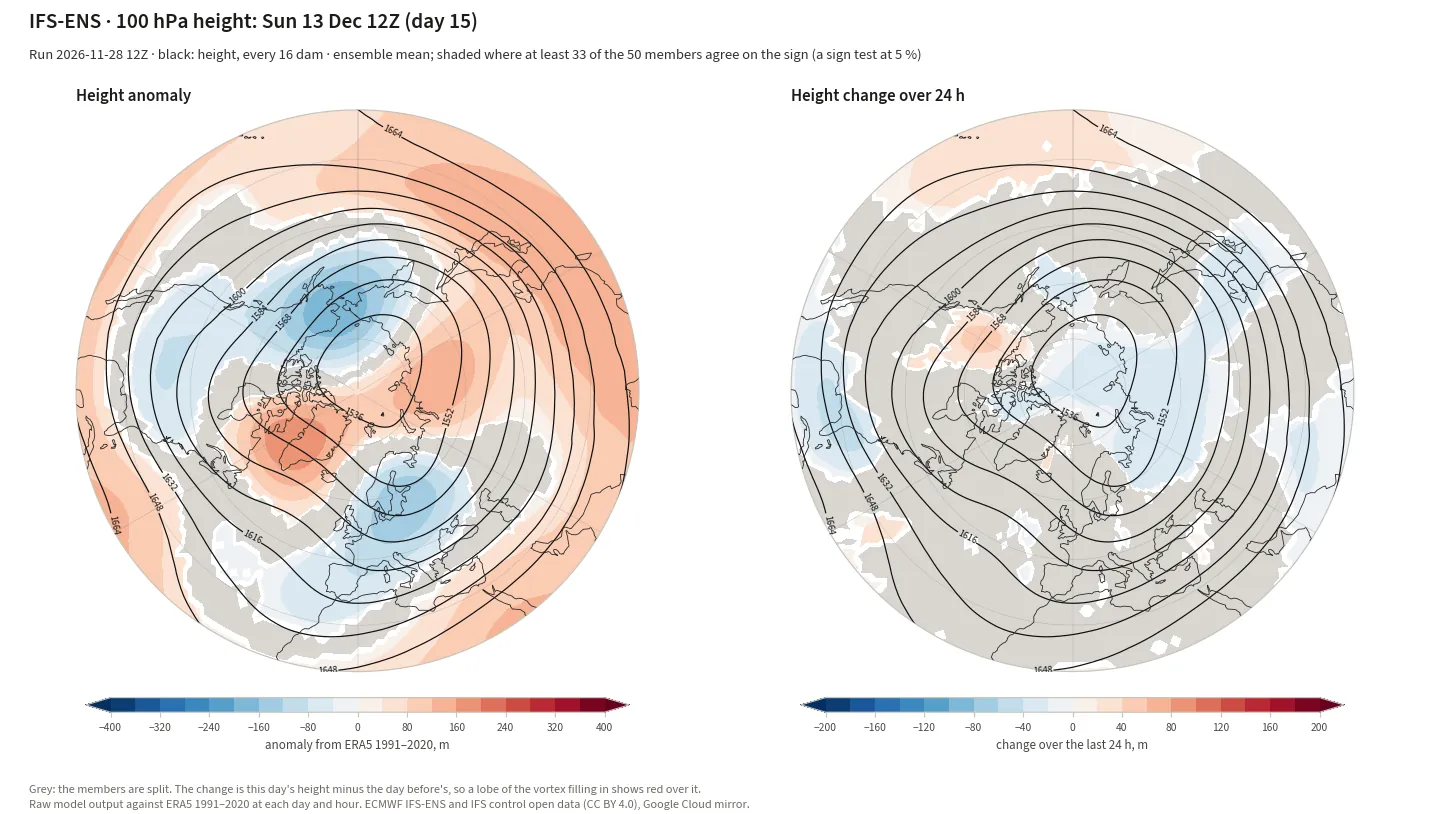 IFS-ENS · 100 hPa height: Sun 13 Dec 12Z (day 15)
Run 2026-11-28 12Z · black: height, every 16 dam · ensemble mean; shaded where at least 33 of the 50 members agree on the sign (a sign test at 5 %)
Height anomaly
Height change over 24 h
1664
1600
1584
1568
1536
1552
1632
1648
1664
1616
1648
1664
1600
1584
1568
1536
1552
1632
1648
1664
1616
1648
−400 −320 −240 −160 −80 0 80 160 240 320 400
anomaly from ERA5 1991–2020, m
−200 −160 −120 −80 −40 0 40 80 120 160 200
change over the last 24 h, m
Grey: the members are split. The change is this day's height minus the day before's, so a lobe of the vortex filling in shows red over it.
Raw model output against ERA5 1991–2020 at each day and hour. ECMWF IFS-ENS and IFS control open data (CC BY 4.0), Google Cloud mirror.